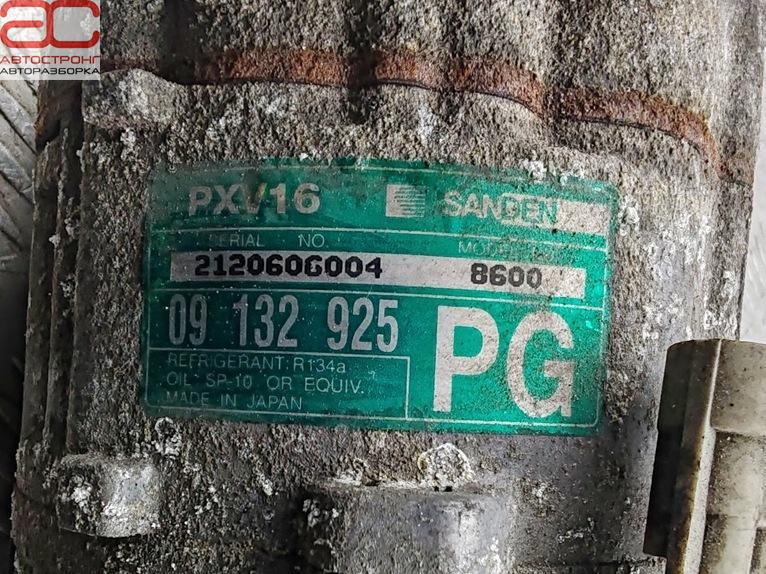 АС
АВТОСТРОНГ
АВТОРАЗБОРКА
PXV16 SANDEN
SERIAL NO. MODEL
2120606004 8600
09 132 925 PG
REFRIGERANT: R134a
OIL SP-10 OR EQUIV.
MADE IN JAPAN